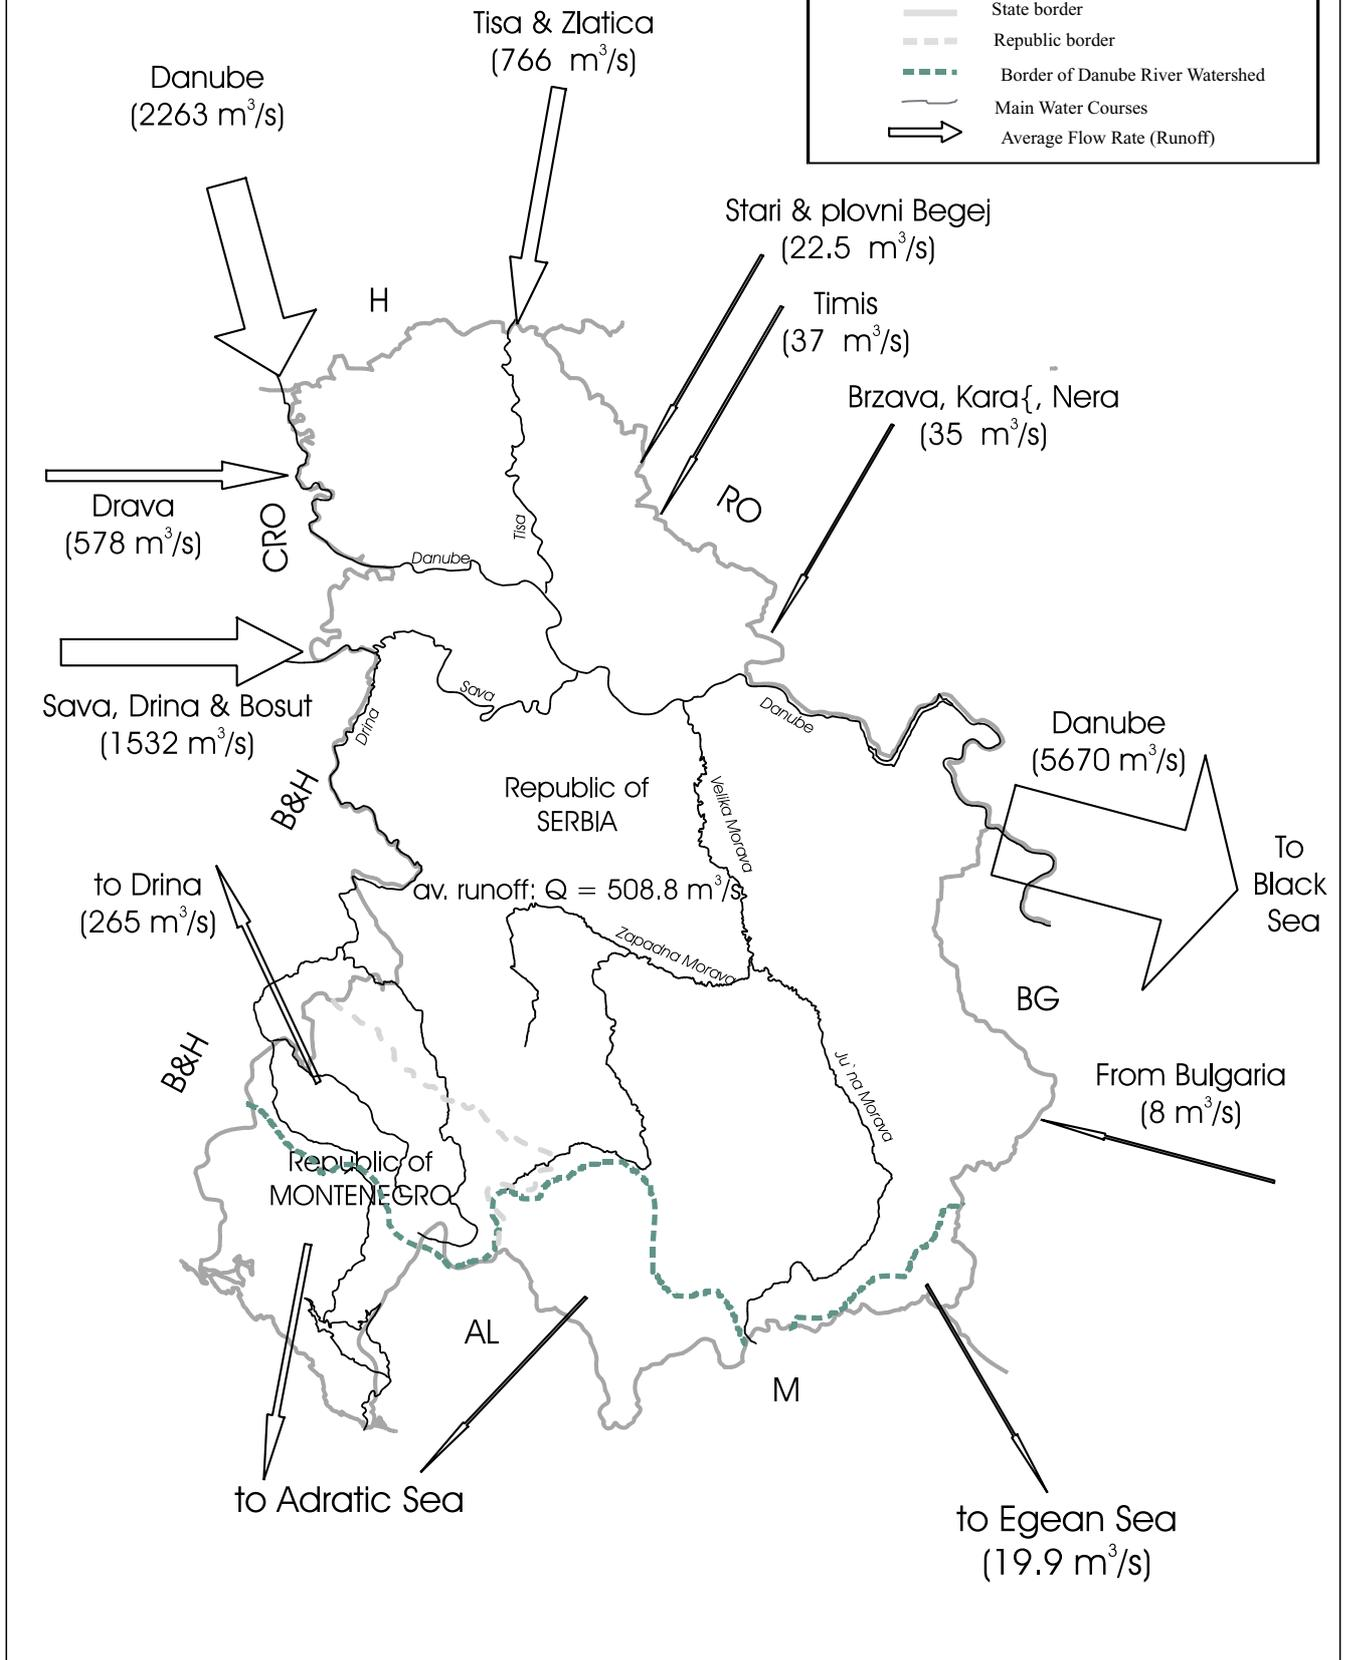 State border
Republic border
Border of Danube River Watershed
Main Water Courses
Average Flow Rate (Runoff)
Tisa & Zlatica
(766 m³/s)
Danube
(2263 m³/s)
Stari & plovni Begej
(22.5 m³/s)
H
Timis
(37 m³/s)
Brzava, Kara{, Nera
(35 m³/s)
Drava
(578 m³/s)
CRO
RO
Tisa
Danube
Sava, Drina & Bosut
(1532 m³/s)
Sava
Drina
Danube
Danube
(5670 m³/s)
B&H
Republic of
SERBIA
Velika Morava
To
Black
Sea
to Drina
(265 m³/s)
av. runoff: Q = 508.8 m³/s
Zapadna Morava
BG
B&H
Ju`na Morava
From Bulgaria
(8 m³/s)
Republic of
MONTENEGRO
AL
M
to Adratic Sea
to Egean Sea
(19.9 m³/s)